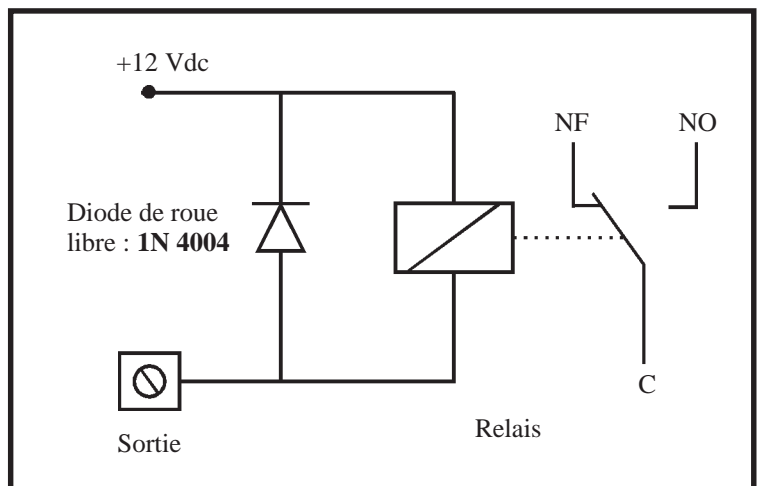 +12 Vdc
NF
NO
Diode de roue
libre : 1N 4004
C
Relais
Sortie